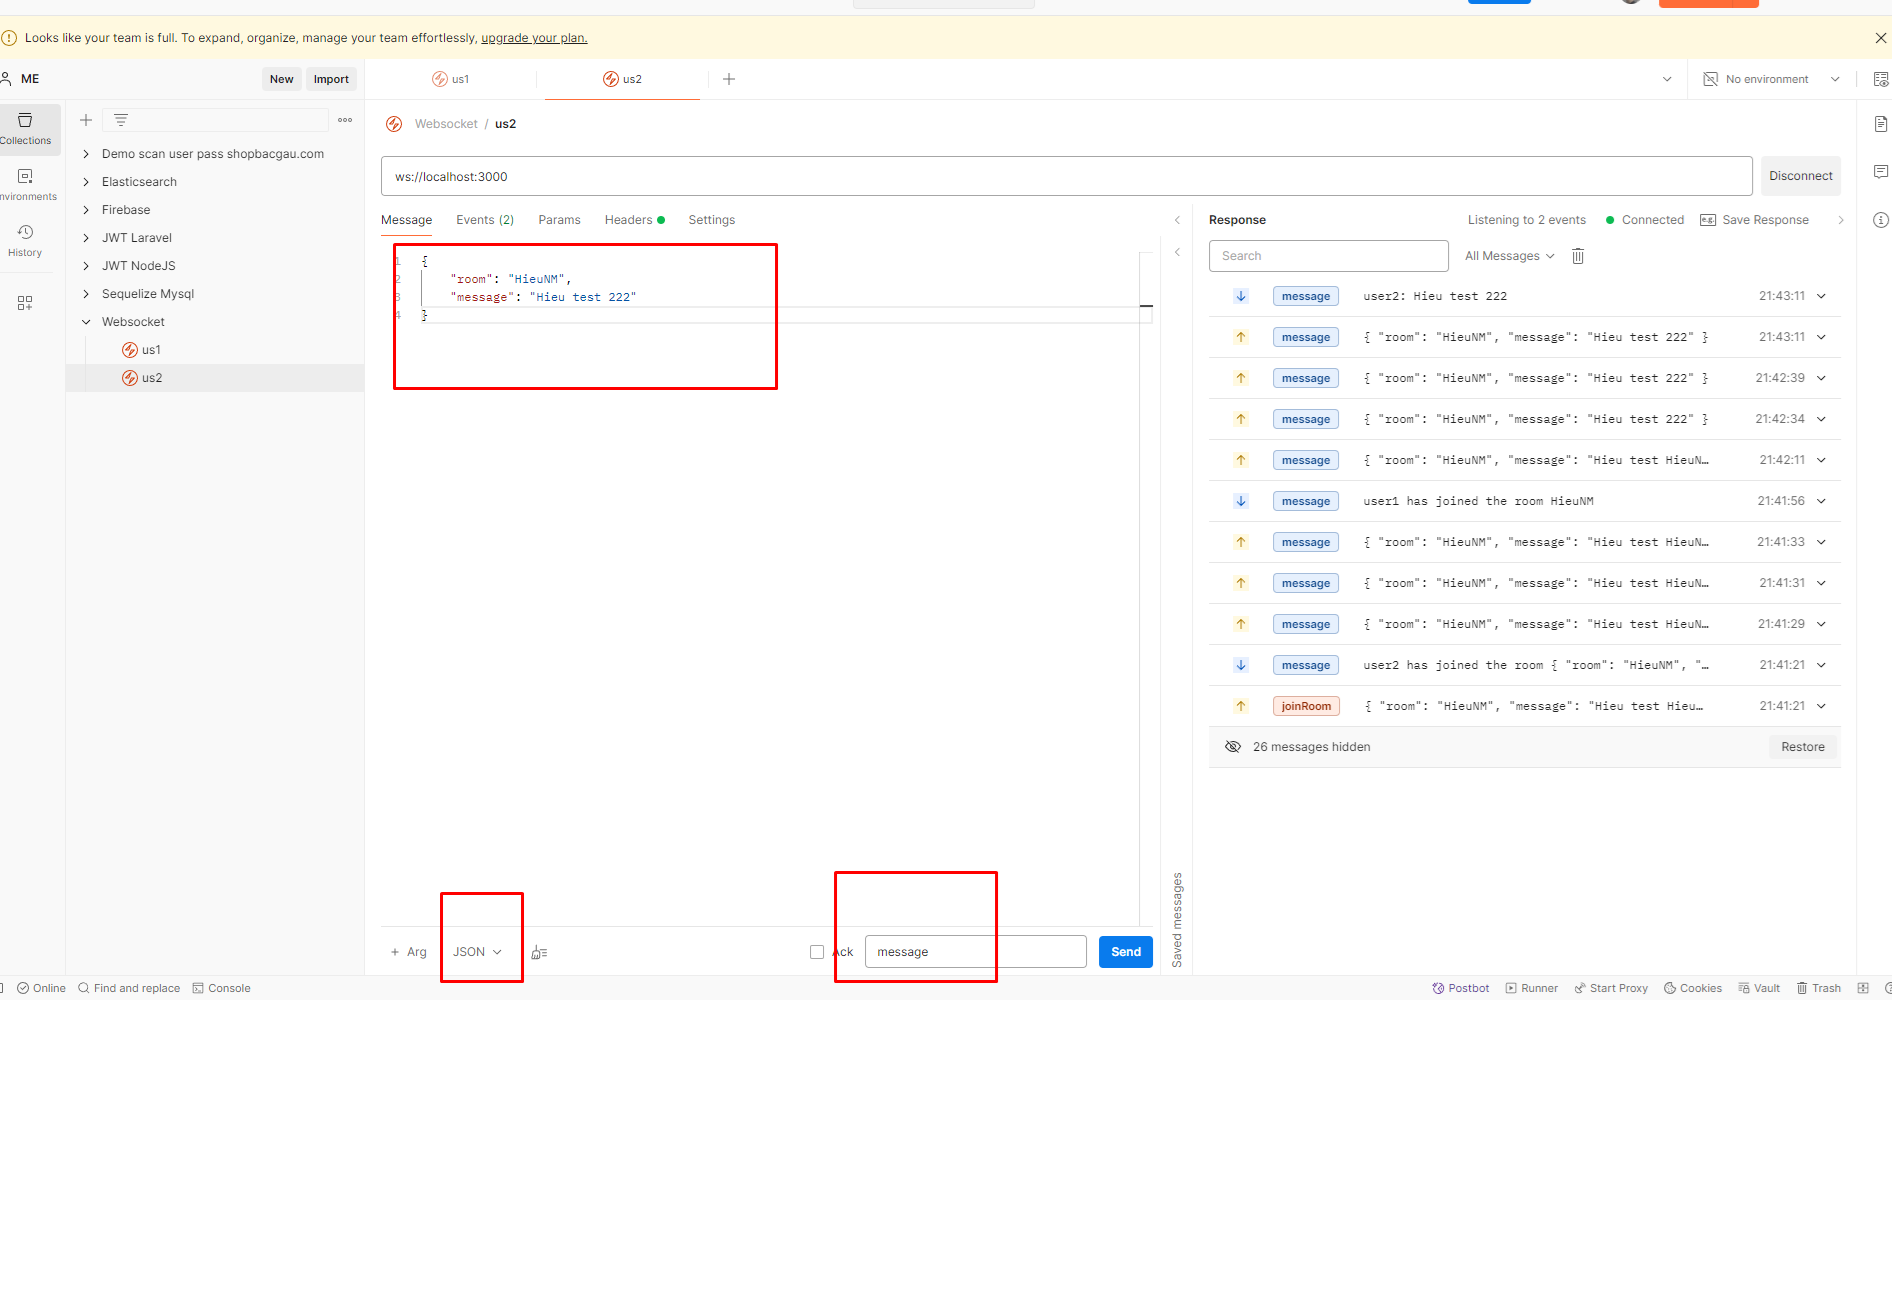 Looks like your team is full. To expand, organize, manage your team effortlessly, upgrade your plan.
ME
New
Import
us1
us2
No environment
Collections
nvironments
History
Demo scan user pass shopbacgau.com
Elasticsearch
Firebase
JWT Laravel
JWT NodeJS
Sequelize Mysql
Websocket
us1
us2
Websocket / us2
ws://localhost:3000
Disconnect
Message
Events (2)
Params
Headers
Settings
1 {
2 "room": "HieuNM",
3 "message": "Hieu test 222"
4 }
+ Arg
JSON
Ack
message
Send
Saved messages
Response
Listening to 2 events
Connected
Save Response
Search
All Messages
message user2: Hieu test 222 21:43:11
message { "room": "HieuNM", "message": "Hieu test 222" } 21:43:11
message { "room": "HieuNM", "message": "Hieu test 222" } 21:42:39
message { "room": "HieuNM", "message": "Hieu test 222" } 21:42:34
message { "room": "HieuNM", "message": "Hieu test HieuN… 21:42:11
message user1 has joined the room HieuNM 21:41:56
message { "room": "HieuNM", "message": "Hieu test HieuN… 21:41:33
message { "room": "HieuNM", "message": "Hieu test HieuN… 21:41:31
message { "room": "HieuNM", "message": "Hieu test HieuN… 21:41:29
message user2 has joined the room { "room": "HieuNM", "… 21:41:21
joinRoom { "room": "HieuNM", "message": "Hieu test Hieu… 21:41:21
26 messages hidden
Restore
Online
Find and replace
Console
Postbot
Runner
Start Proxy
Cookies
Vault
Trash